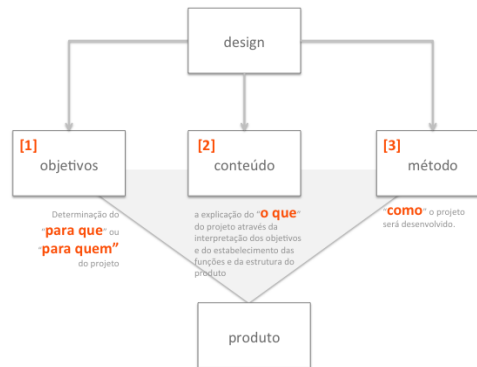 design
[1]
objetivos
[2]
conteúdo
[3]
método
Determinação do
"para que" ou
"para quem"
do projeto
a explicação do "o que"
do projeto através da
interpretação dos objetivos
e do estabelecimento das
funções e da estrutura do
produto
"como" o projeto
será desenvolvido.
produto